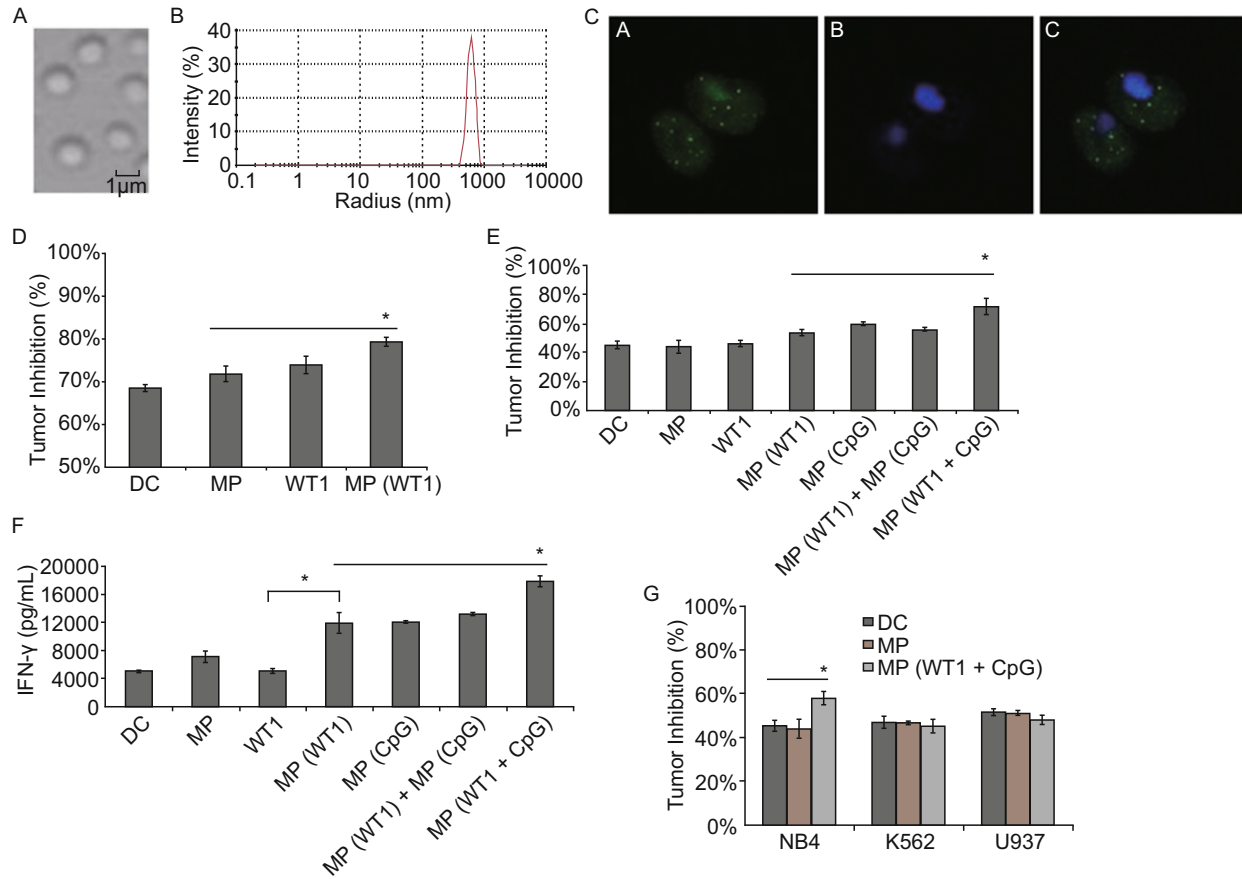 A
1µm
B
Intensity (%)
40
30
20
10
0
0.1 1 10 100 1000 10000
Radius (nm)
C
A
B
C
D
Tumor Inhibition (%)
100%
90%
80%
70%
60%
50%
*
DC MP WT1 MP (WT1)
E
Tumor Inhibition (%)
100%
80%
60%
40%
20%
0%
*
DC
MP
WT1
MP (WT1)
MP (CpG)
MP (WT1) + MP (CpG)
MP (WT1 + CpG)
F
IFN-γ (pg/mL)
20000
16000
12000
8000
4000
0
*
*
DC
MP
WT1
MP (WT1)
MP (CpG)
MP (WT1) + MP (CpG)
MP (WT1 + CpG)
G
Tumor Inhibition (%)
100%
80%
60%
40%
20%
0%
DC
MP
MP (WT1 + CpG)
*
NB4 K562 U937